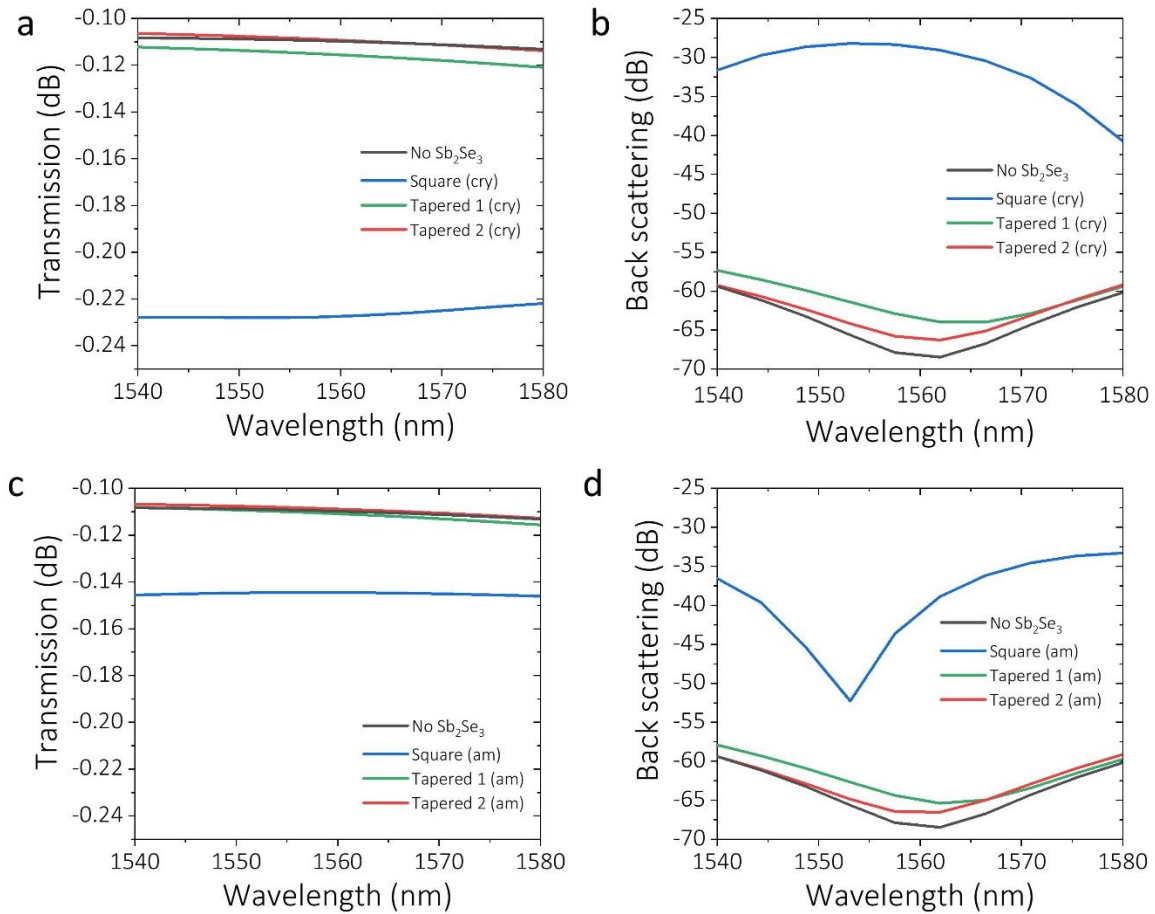 a
-0.10
-0.12
-0.14
-0.16
-0.18
-0.20
-0.22
-0.24
Transmission (dB)
No Sb₂Se₃
Square (cry)
Tapered 1 (cry)
Tapered 2 (cry)
1540 1550 1560 1570 1580
Wavelength (nm)
b
-25
-30
-35
-40
-45
-50
-55
-60
-65
-70
Back scattering (dB)
No Sb₂Se₃
Square (cry)
Tapered 1 (cry)
Tapered 2 (cry)
1540 1550 1560 1570 1580
Wavelength (nm)
c
-0.10
-0.12
-0.14
-0.16
-0.18
-0.20
-0.22
-0.24
Transmission (dB)
No Sb₂Se₃
Square (am)
Tapered 1 (am)
Tapered 2 (am)
1540 1550 1560 1570 1580
Wavelength (nm)
d
-25
-30
-35
-40
-45
-50
-55
-60
-65
-70
Back scattering (dB)
No Sb₂Se₃
Square (am)
Tapered 1 (am)
Tapered 2 (am)
1540 1550 1560 1570 1580
Wavelength (nm)